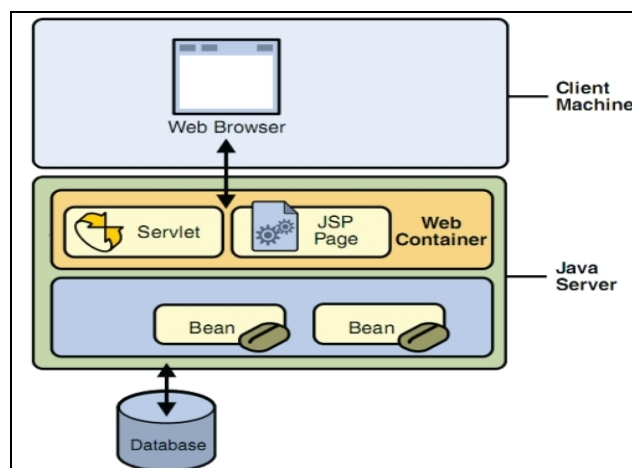 Web Browser
Client
Machine
Servlet
JSP
Page
Web
Container
Java
Server
Bean
Bean
Database